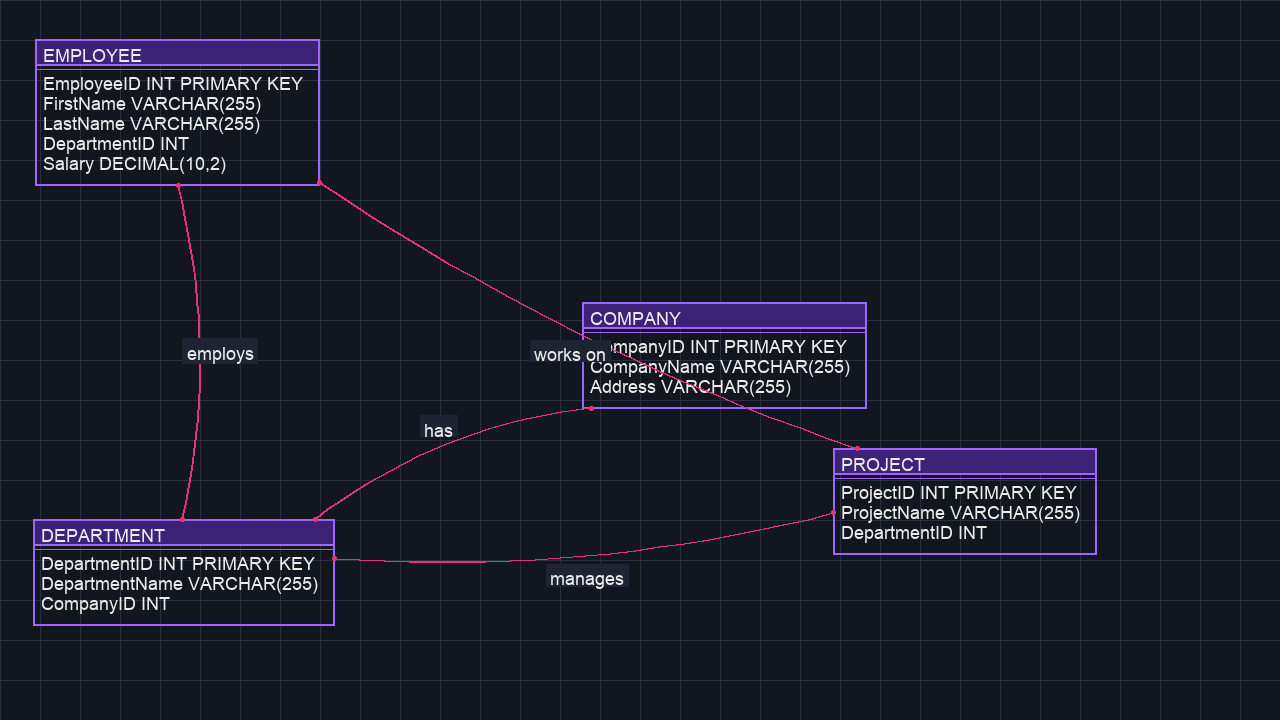 EMPLOYEE
EmployeeID INT PRIMARY KEY
FirstName VARCHAR(255)
LastName VARCHAR(255)
DepartmentID INT
Salary DECIMAL(10,2)
employs
works on
COMPANY
mpanyID INT PRIMARY KEY
CompanyName VARCHAR(255)
Address VARCHAR(255)
has
PROJECT
ProjectID INT PRIMARY KEY
ProjectName VARCHAR(255)
DepartmentID INT
DEPARTMENT
DepartmentID INT PRIMARY KEY
DepartmentName VARCHAR(255)
CompanyID INT
manages